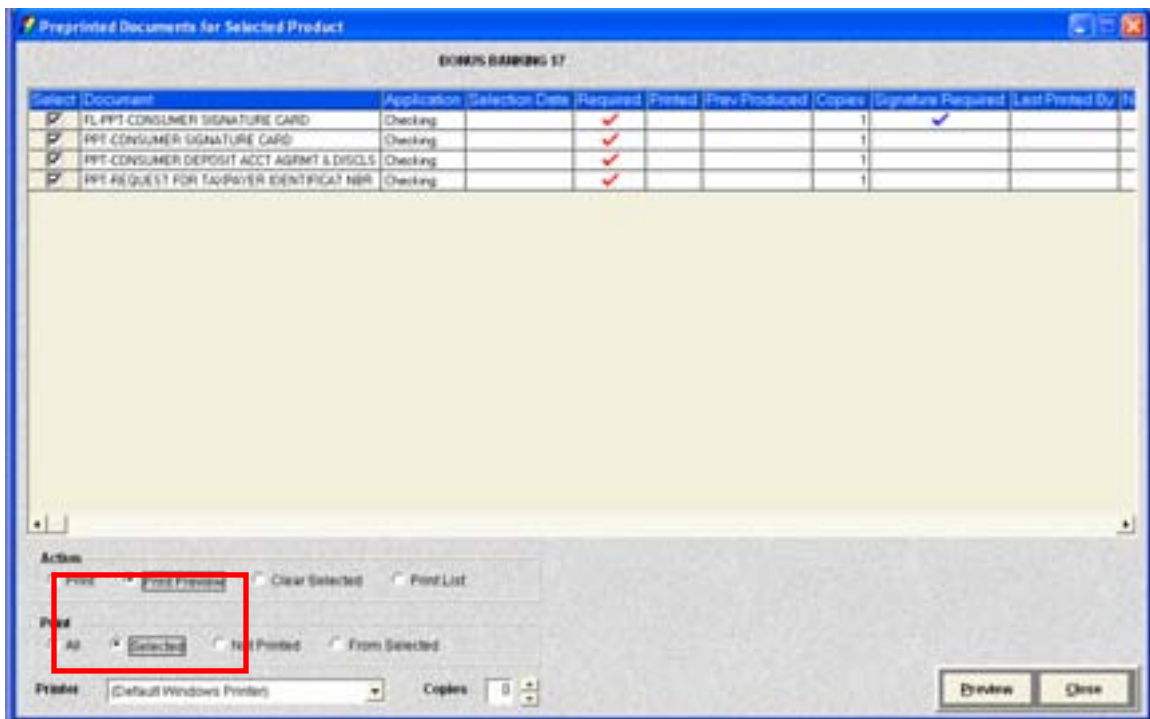 Preprinted Documents for Selected Product
BONUS BANKING 57
Select Document Application Selection Date Required Printed Prev Produced Copies Signature Required Last Printed By N
FL-PPT-CONSUMER SIGNATURE CARD Checking 1
PPT-CONSUMER SIGNATURE CARD Checking 1
PPT-CONSUMER DEPOSIT ACCT AGRMT & DISCLS Checking 1
PPT-REQUEST FOR TAXPAYER IDENTIFICAT NBR Checking 1
Action
Print Print Preview Clear Selected Print List
Print
All Selected Not Printed From Selected
Printer (Default Windows Printer) Copies 0
Preview Close